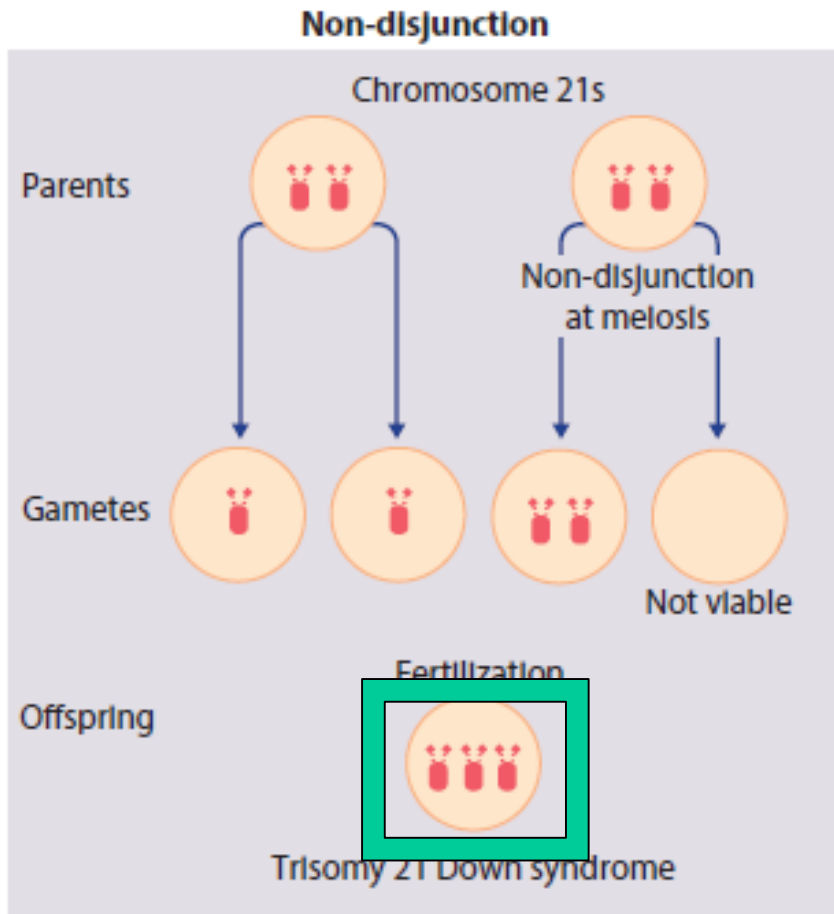 Non-disjunction
Chromosome 21s
Parents
Non-disjunction
at meiosis
Gametes
Not viable
Fertilization
Offspring
Trisomy 21 Down syndrome